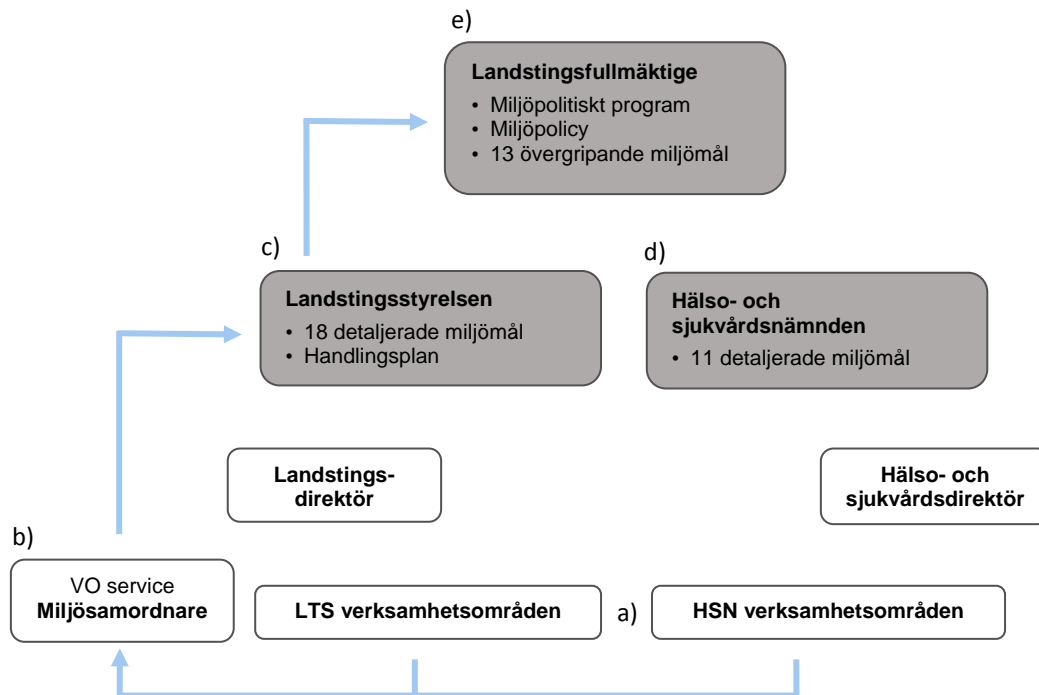 e)
Landstingsfullmäktige
• Miljöpolitiskt program
• Miljöpolicy
• 13 övergripande miljömål
c)
Landstingsstyrelsen
• 18 detaljerade miljömål
• Handlingsplan
d)
Hälso- och
sjukvårdsnämnden
• 11 detaljerade miljömål
Landstings-
direktör
Hälso- och
sjukvårdsdirektör
b)
VO service
Miljösamordnare
LTS verksamhetsområden
a)
HSN verksamhetsområden